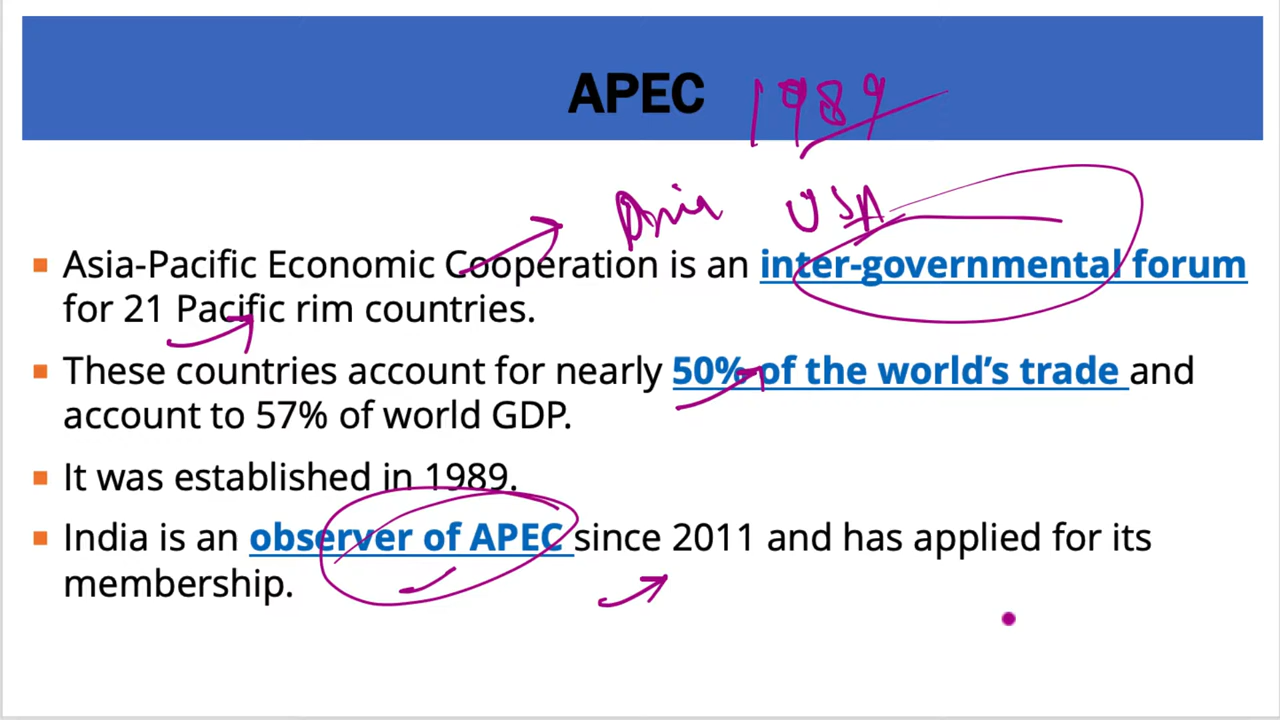 APEC 1989
Asia USA
Asia-Pacific Economic Cooperation is an inter-governmental forum
for 21 Pacific rim countries.
These countries account for nearly 50% of the world’s trade and
account to 57% of world GDP.
It was established in 1989.
India is an observer of APEC since 2011 and has applied for its
membership.